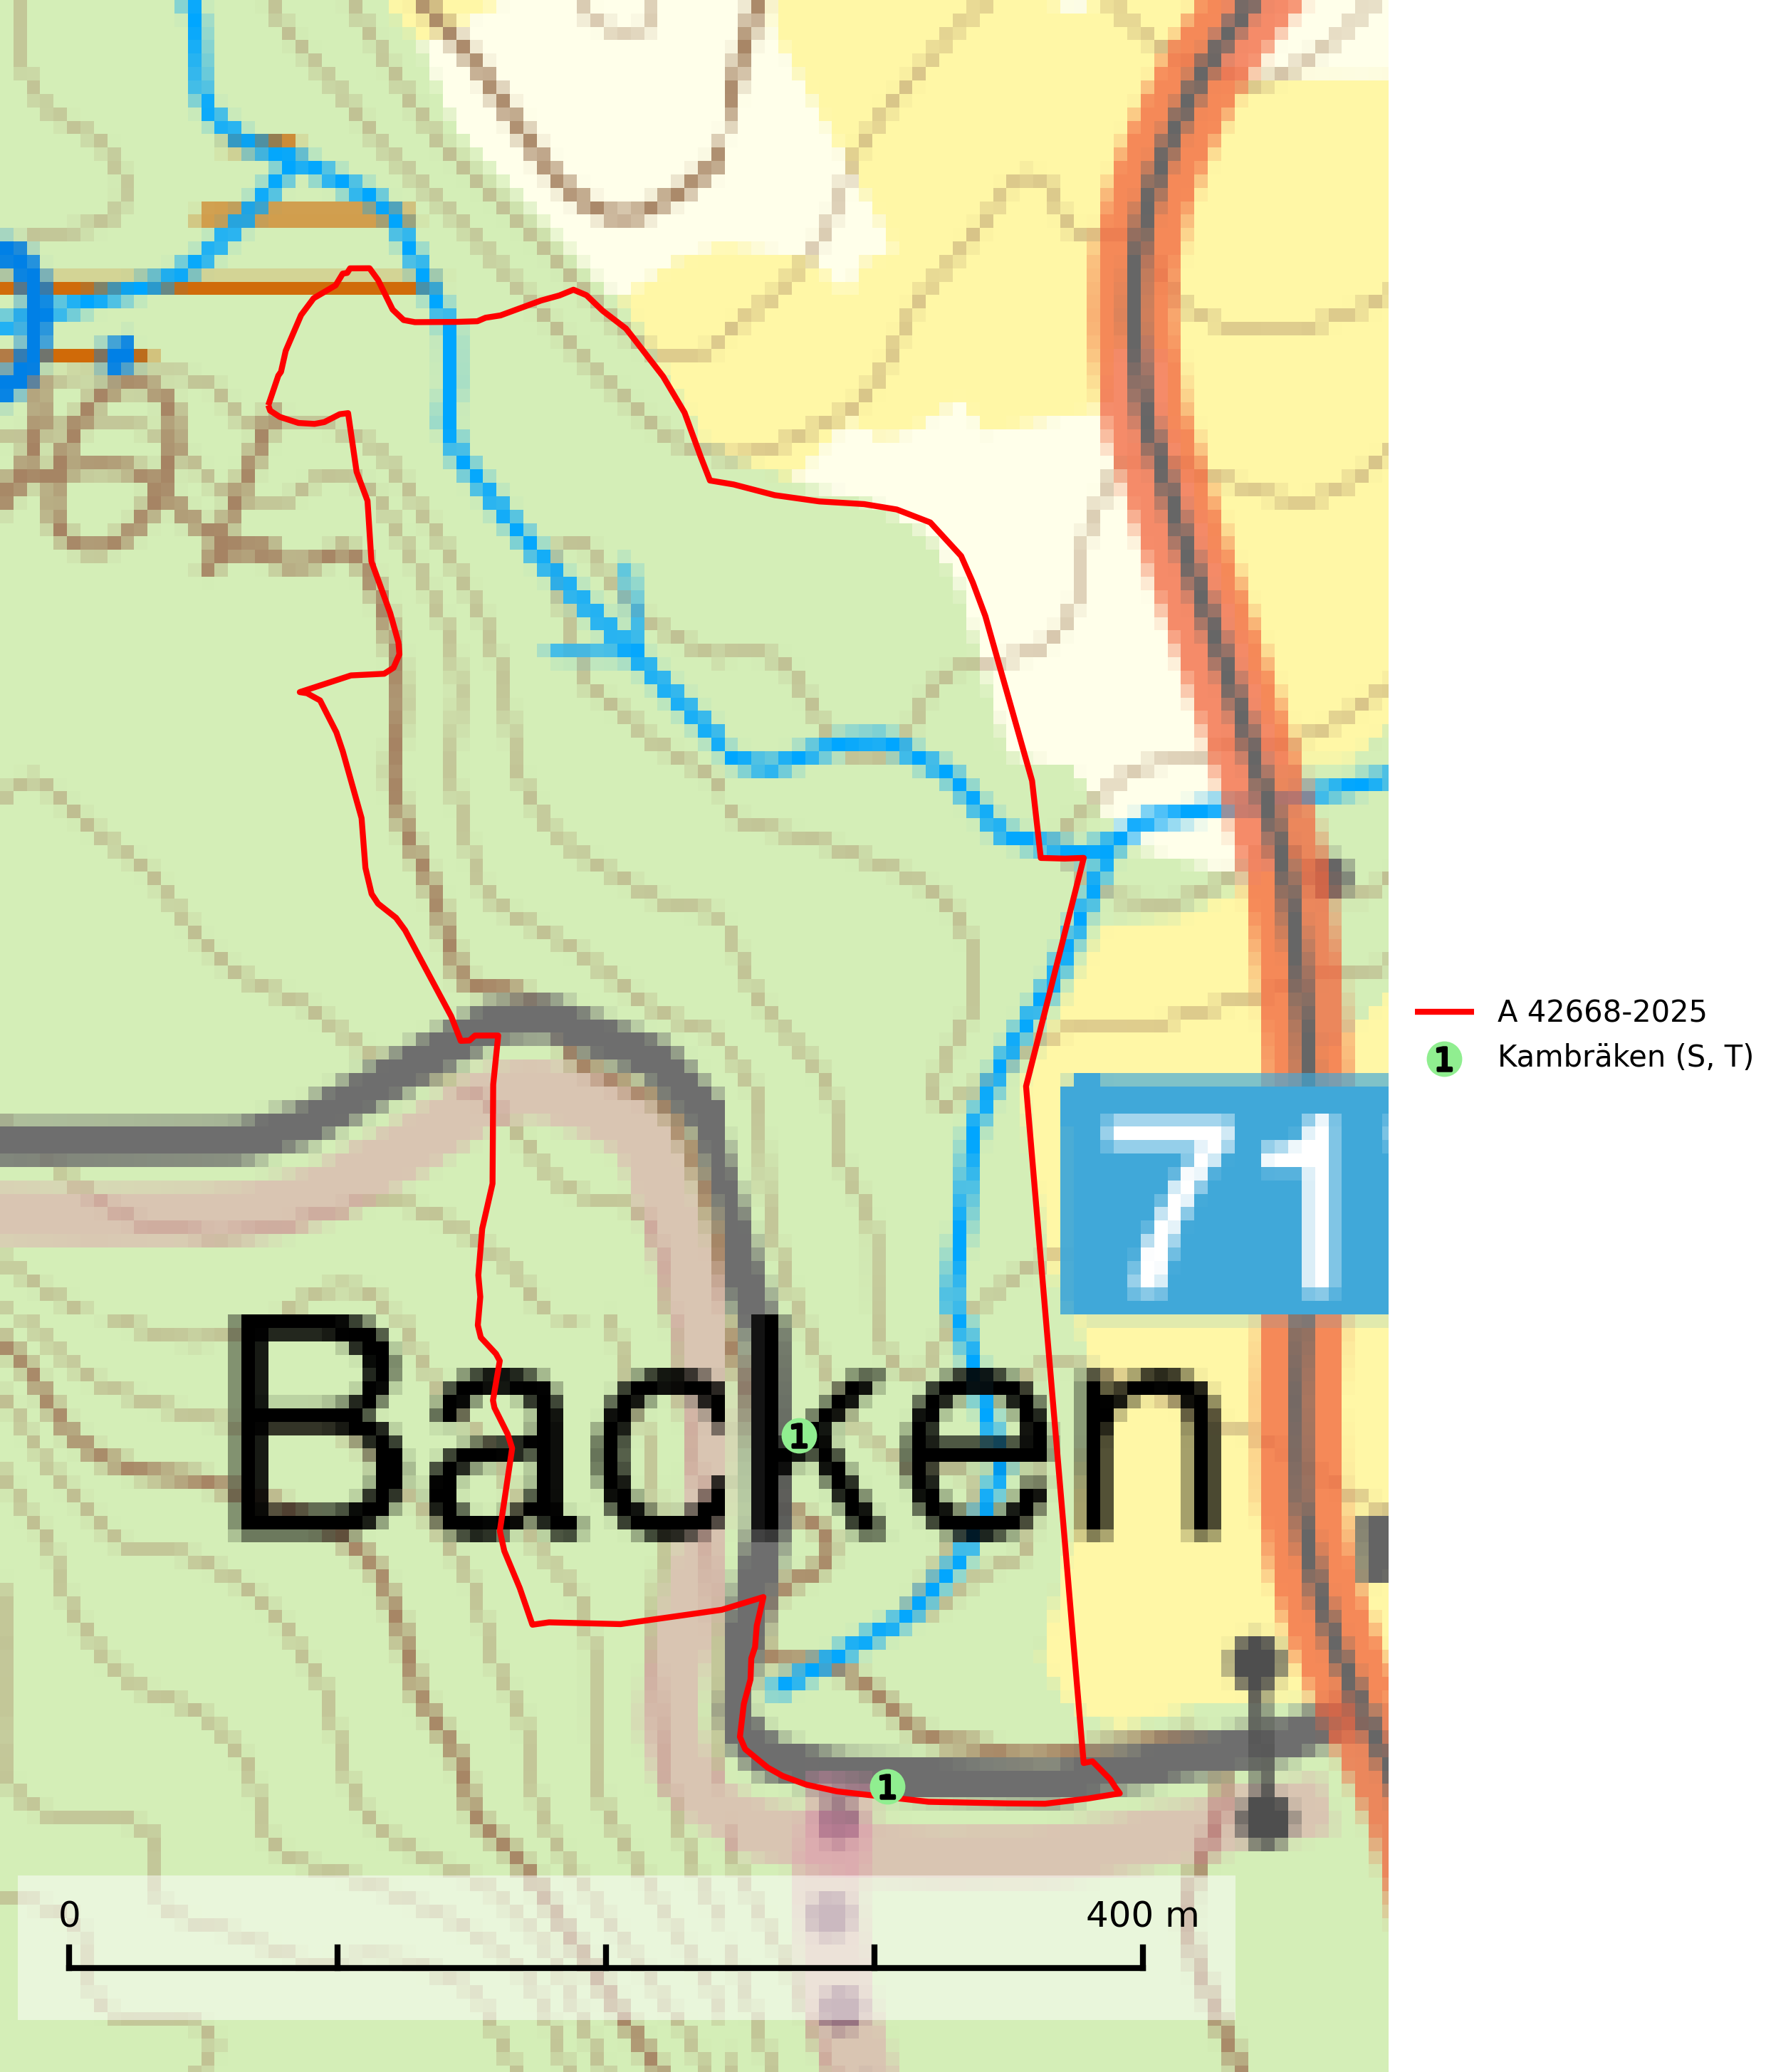 A 42668-2025
1 Kambräken (S, T)
71
Backen
1
1
0 400 m